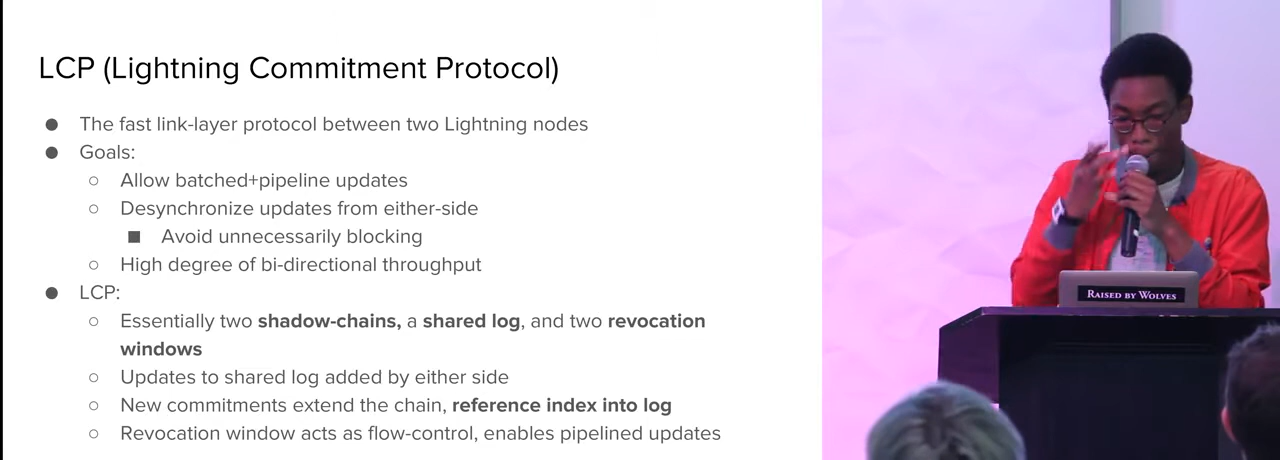 LCP (Lightning Commitment Protocol)
● The fast link-layer protocol between two Lightning nodes
● Goals:
○ Allow batched+pipeline updates
○ Desynchronize updates from either-side
■ Avoid unnecessarily blocking
○ High degree of bi-directional throughput
● LCP:
○ Essentially two shadow-chains, a shared log, and two revocation
windows
○ Updates to shared log added by either side
○ New commitments extend the chain, reference index into log
○ Revocation window acts as flow-control, enables pipelined updates
RAISED BY WOLVES